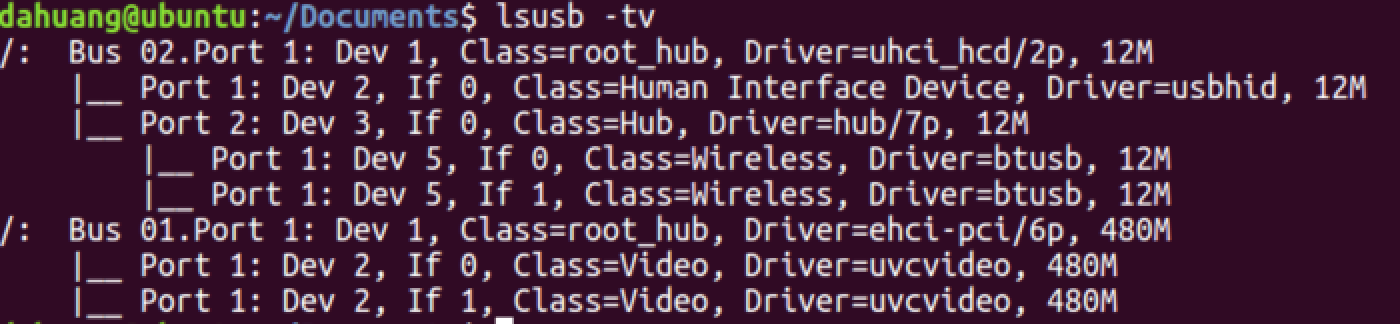 dahuang@ubuntu:~/Documents$ lsusb -tv
/:  Bus 02.Port 1: Dev 1, Class=root_hub, Driver=uhci_hcd/2p, 12M
    |__ Port 1: Dev 2, If 0, Class=Human Interface Device, Driver=usbhid, 12M
    |__ Port 2: Dev 3, If 0, Class=Hub, Driver=hub/7p, 12M
        |__ Port 1: Dev 5, If 0, Class=Wireless, Driver=btusb, 12M
        |__ Port 1: Dev 5, If 1, Class=Wireless, Driver=btusb, 12M
/:  Bus 01.Port 1: Dev 1, Class=root_hub, Driver=ehci-pci/6p, 480M
    |__ Port 1: Dev 2, If 0, Class=Video, Driver=uvcvideo, 480M
    |__ Port 1: Dev 2, If 1, Class=Video, Driver=uvcvideo, 480M